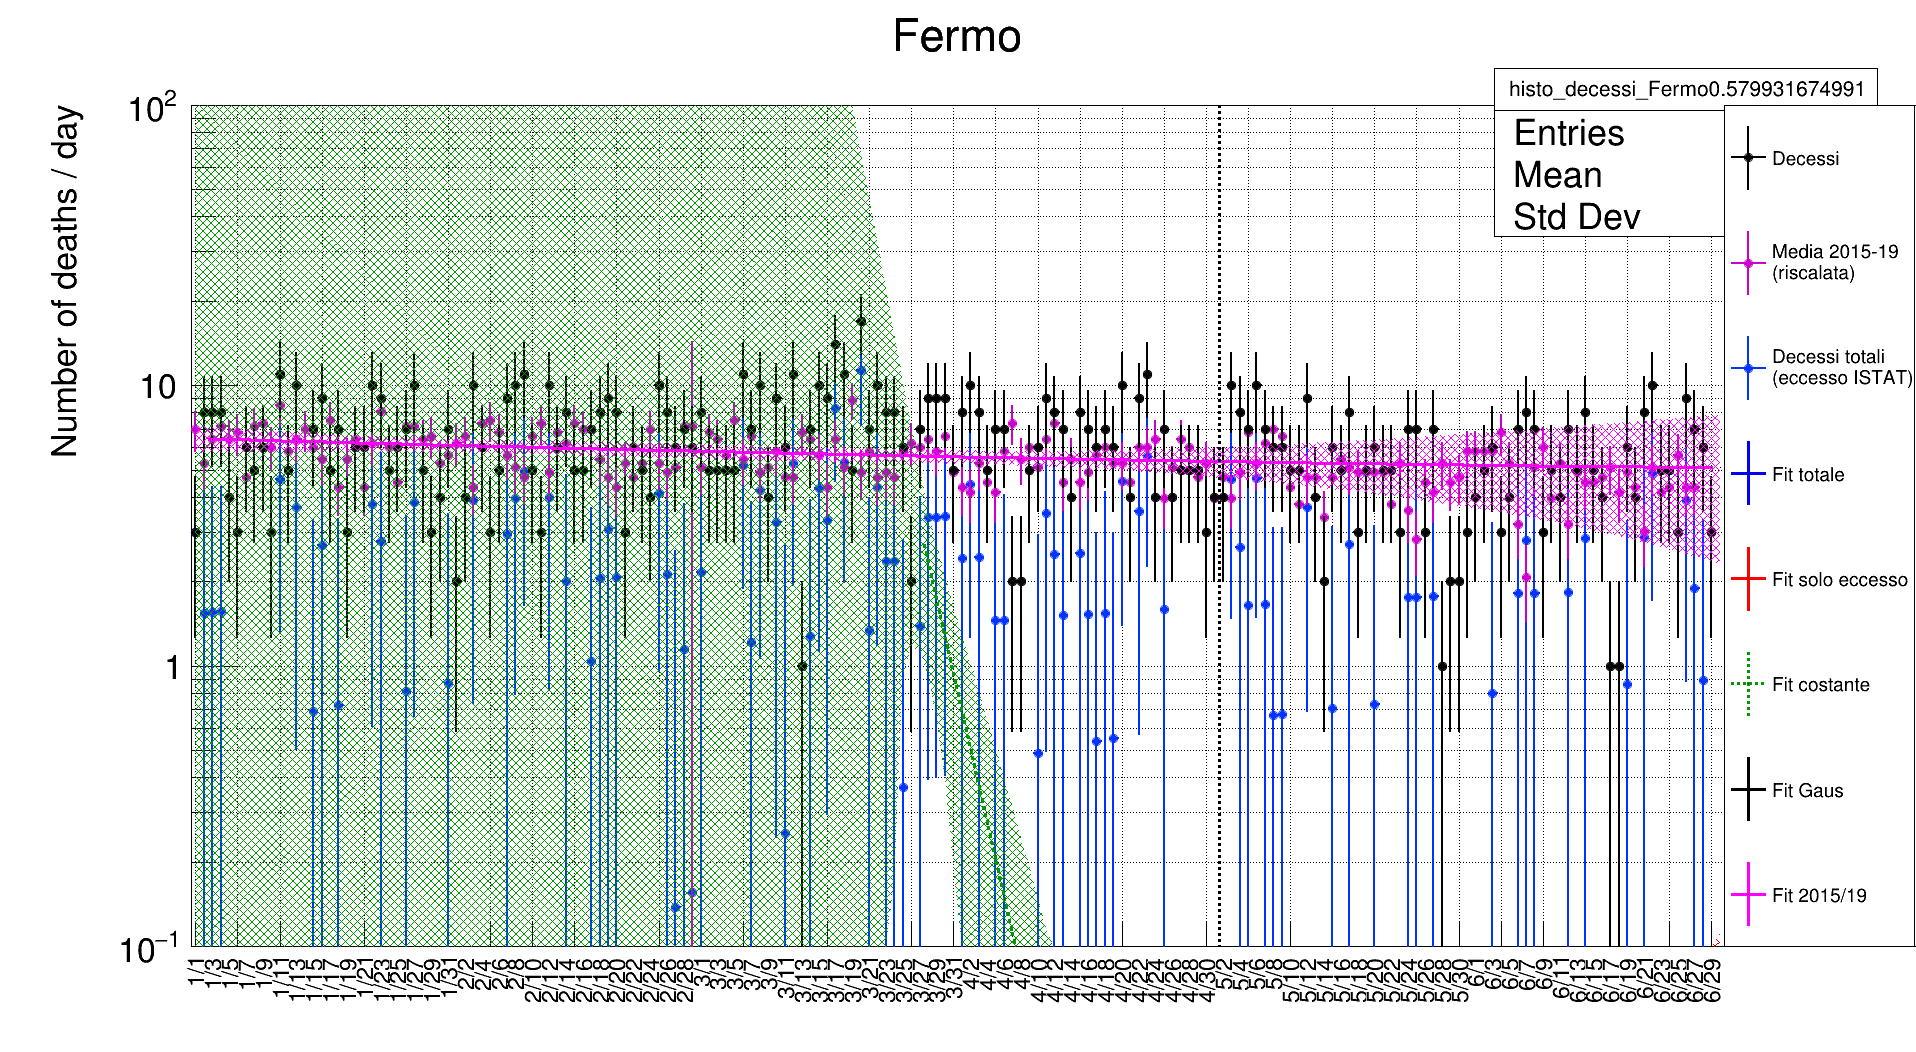 Fermo
histo_decessi_Fermo0.579931674991
Entries
Mean
Std Dev
Number of deaths / day
10²
10
1
10⁻¹
Decessi
Media 2015-19
(riscalata)
Decessi totali
(eccesso ISTAT)
Fit totale
Fit solo eccesso
Fit costante
Fit Gaus
Fit 2015/19
1/1 1/3 1/5 1/7 1/9 1/11 1/13 1/15 1/17 1/19 1/21 1/23 1/25 1/27 1/29 1/31 2/2 2/4 2/6 2/8 2/10 2/12 2/14 2/16 2/18 2/20 2/22 2/24 2/26 2/28 3/1 3/3 3/5 3/7 3/9 3/11 3/13 3/15 3/17 3/19 3/21 3/23 3/25 3/27 3/29 3/31 4/2 4/4 4/6 4/8 4/10 4/12 4/14 4/16 4/18 4/20 4/22 4/24 4/26 4/28 4/30 5/2 5/4 5/6 5/8 5/10 5/12 5/14 5/16 5/18 5/20 5/22 5/24 5/26 5/28 5/30 6/1 6/3 6/5 6/7 6/9 6/11 6/13 6/15 6/17 6/19 6/21 6/23 6/25 6/27 6/29